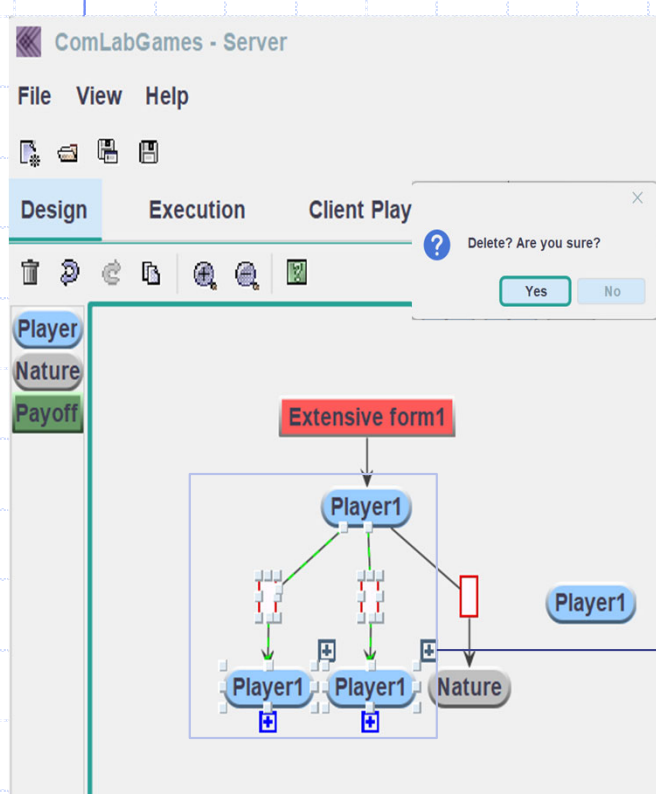 ComLabGames - Server
File View Help
Design Execution Client Play
Delete? Are you sure?
Yes No
Player
Nature
Payoff
Extensive form1
Player1
Player1
Player1 Player1 Nature